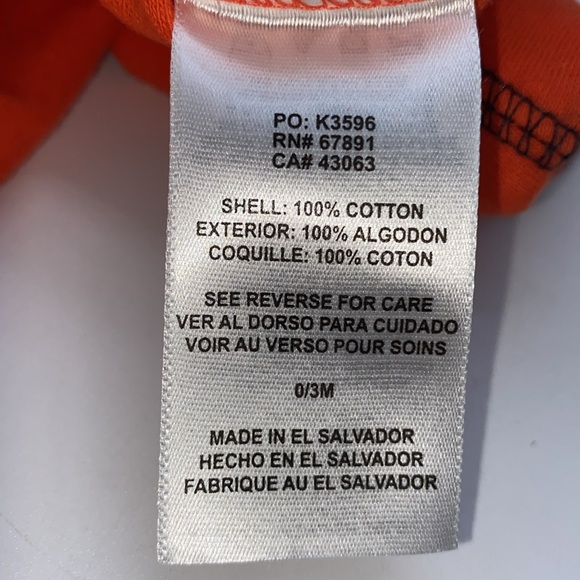 PO: K3596
RN# 67891
CA# 43063
SHELL: 100% COTTON
EXTERIOR: 100% ALGODON
COQUILLE: 100% COTON
SEE REVERSE FOR CARE
VER AL DORSO PARA CUIDADO
VOIR AU VERSO POUR SOINS
0/3M
MADE IN EL SALVADOR
HECHO EN EL SALVADOR
FABRIQUE AU EL SALVADOR